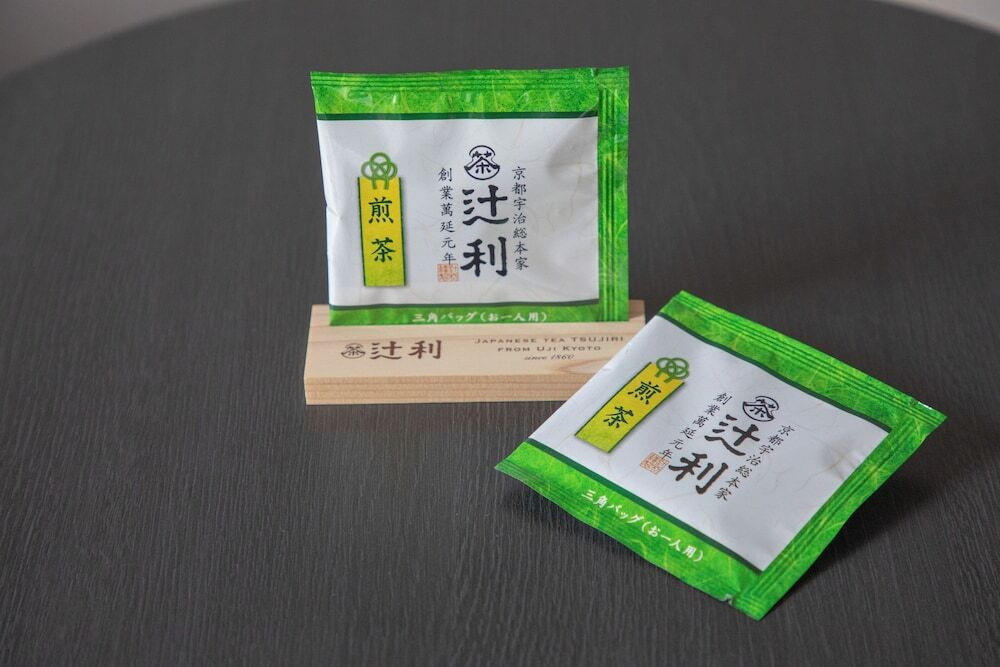 茶
辻利
京都宇治総本家
創業萬延元年
煎茶
三角バッグ(お一人用)
茶 辻利
JAPANESE TEA TSUJIRI
FROM UJI KYOTO
since 1860
茶
辻利
京都宇治総本家
創業萬延元年
煎茶
三角バッグ(お一人用)